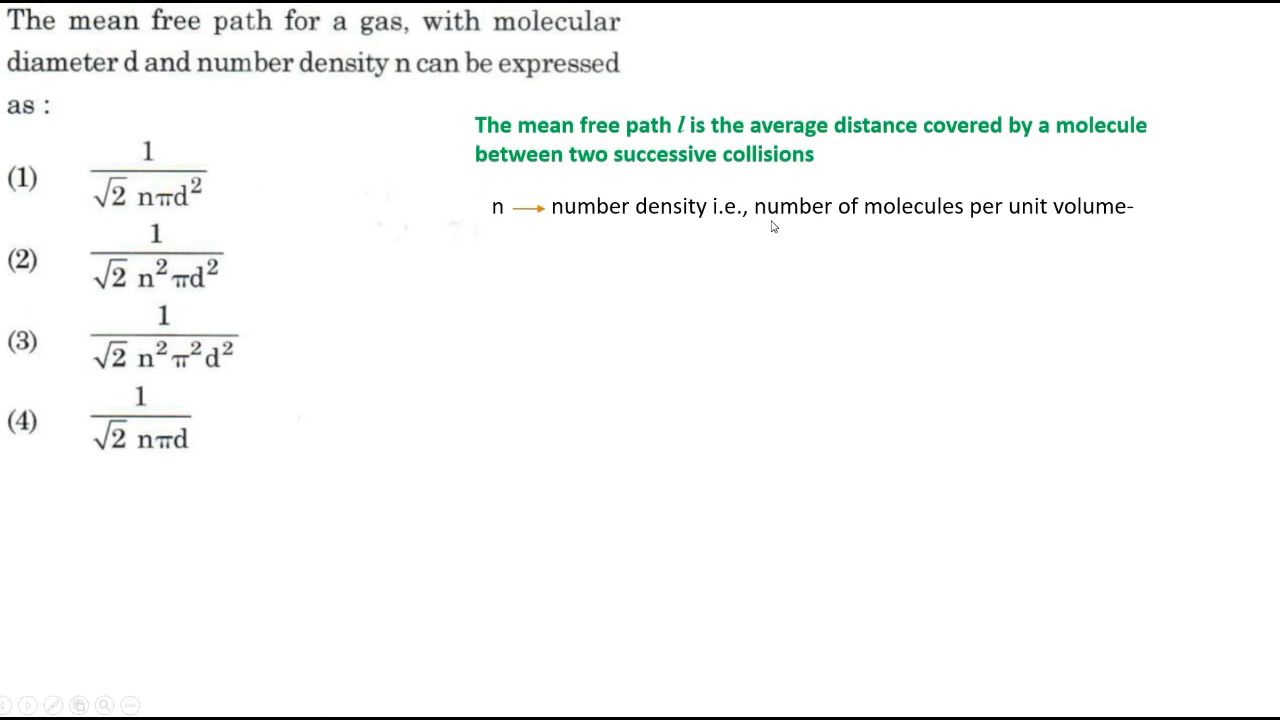 The mean free path for a gas, with molecular
diameter d and number density n can be expressed
as :
(1) 1/(√2 nπd²)
(2) 1/(√2 n²πd²)
(3) 1/(√2 n²π²d²)
(4) 1/(√2 nπd)
The mean free path l is the average distance covered by a molecule
between two successive collisions
n → number density i.e., number of molecules per unit volume-